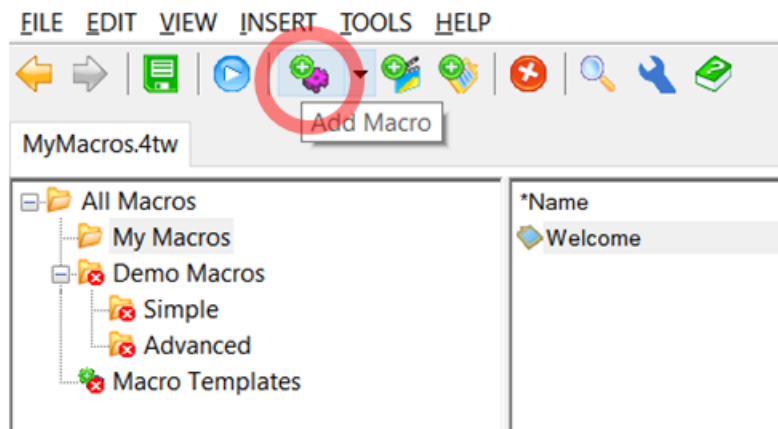 FILE EDIT VIEW INSERT TOOLS HELP
Add Macro
MyMacros.4tw
All Macros
My Macros
Demo Macros
Simple
Advanced
Macro Templates
*Name
Welcome